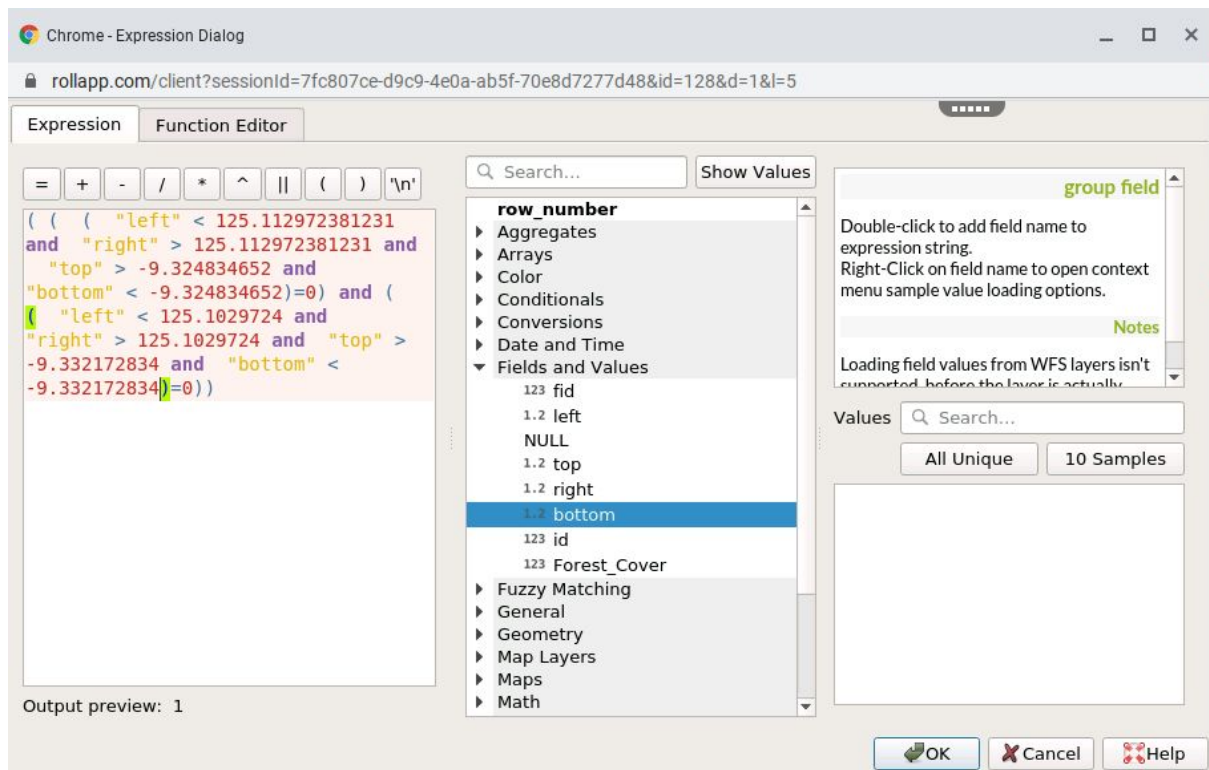 Chrome - Expression Dialog
rollapp.com/client?sessionId=7fc807ce-d9c9-4e0a-ab5f-70e8d7277d48&id=128&d=1&l=5
Expression
Function Editor
= + - / * ^ || ( ) '\n'
( ( ( "left" < 125.112972381231
and "right" > 125.112972381231 and
"top" > -9.324834652 and
"bottom" < -9.324834652)=0) and (
( "left" < 125.1029724 and
"right" > 125.1029724 and "top" >
-9.332172834 and "bottom" <
-9.332172834)=0))
Output preview: 1
Search...
Show Values
row_number
Aggregates
Arrays
Color
Conditionals
Conversions
Date and Time
Fields and Values
123 fid
1.2 left
NULL
1.2 top
1.2 right
1.2 bottom
123 id
123 Forest_Cover
Fuzzy Matching
General
Geometry
Map Layers
Maps
Math
group field
Double-click to add field name to
expression string.
Right-Click on field name to open context
menu sample value loading options.
Notes
Loading field values from WFS layers isn't
supported, before the layer is actually
Values
Search...
All Unique
10 Samples
OK
Cancel
Help